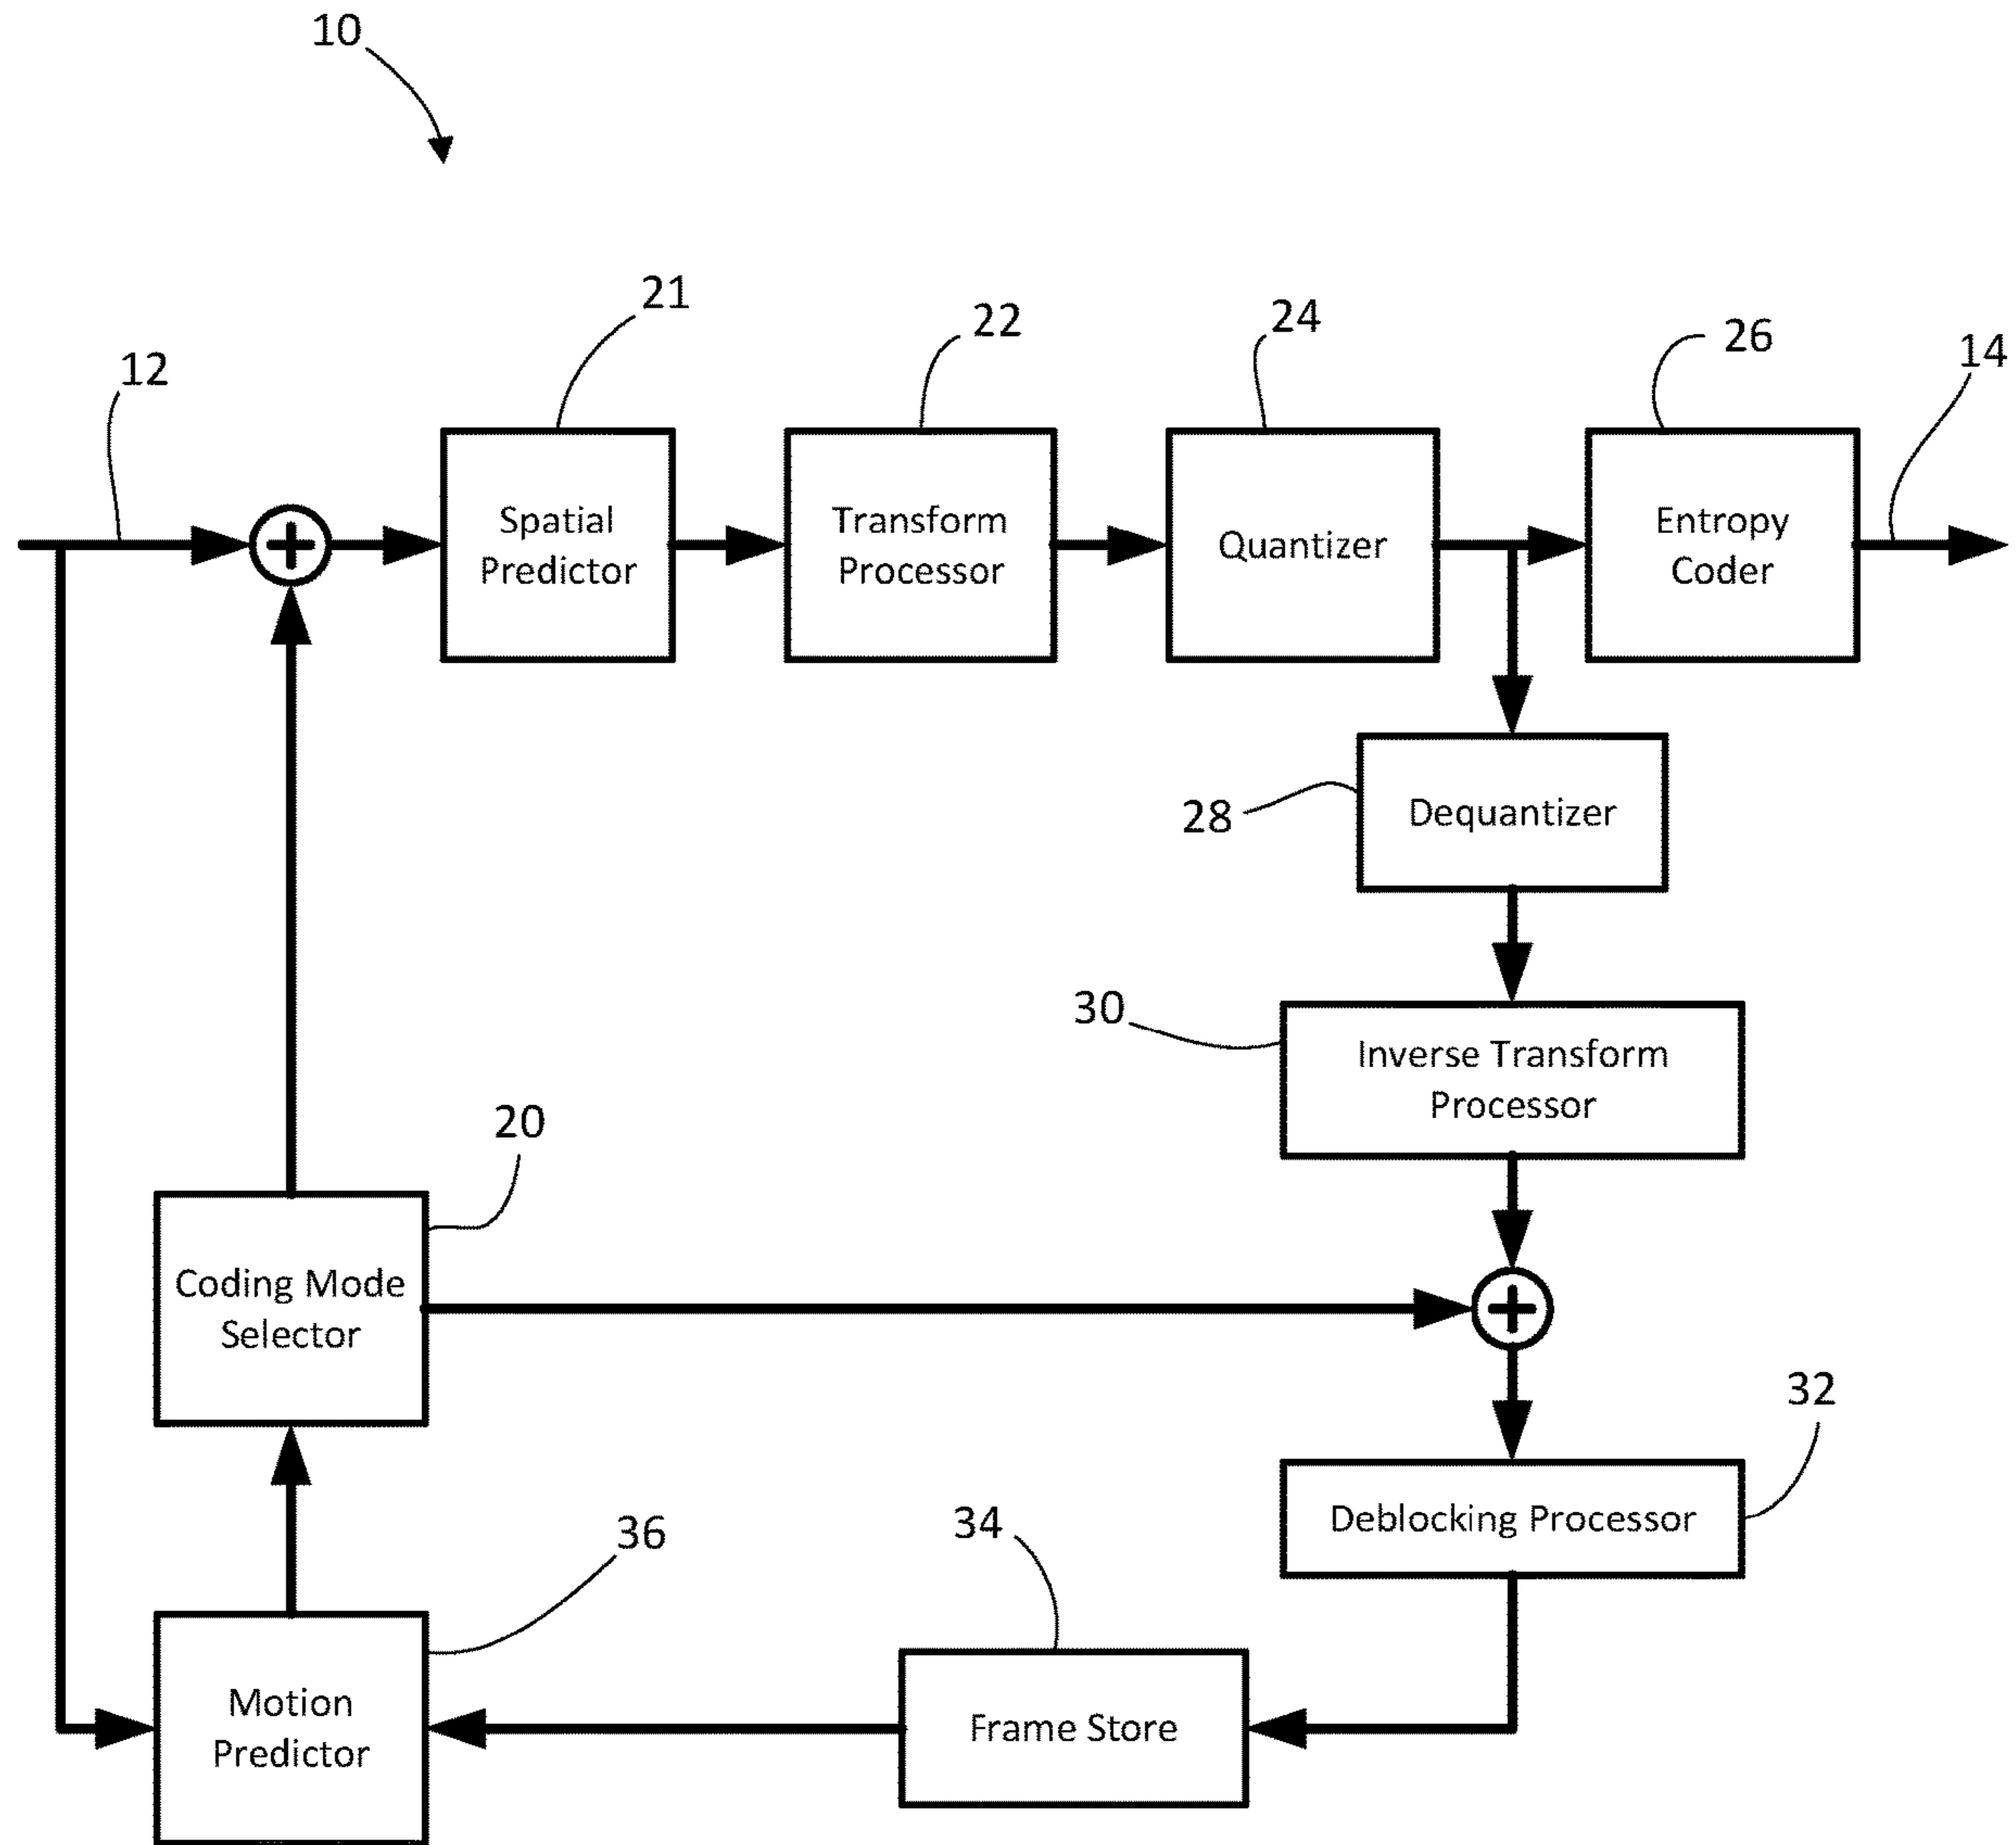 10
21
22
24
26
14
12
Spatial
Predictor
Transform
Processor
Quantizer
Entropy
Coder
28
Dequantizer
30
Inverse Transform
Processor
20
Coding Mode
Selector
32
Deblocking Processor
34
36
Frame Store
Motion
Predictor